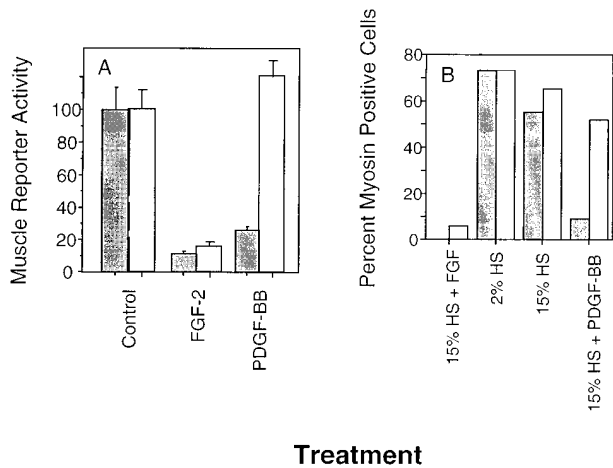 A
Muscle Reporter Activity
100
80
60
40
20
0
Control
FGF-2
PDGF-BB
B
Percent Myosin Positive Cells
80
60
40
20
0
15% HS + FGF
2% HS
15% HS
15% HS + PDGF-BB
Treatment